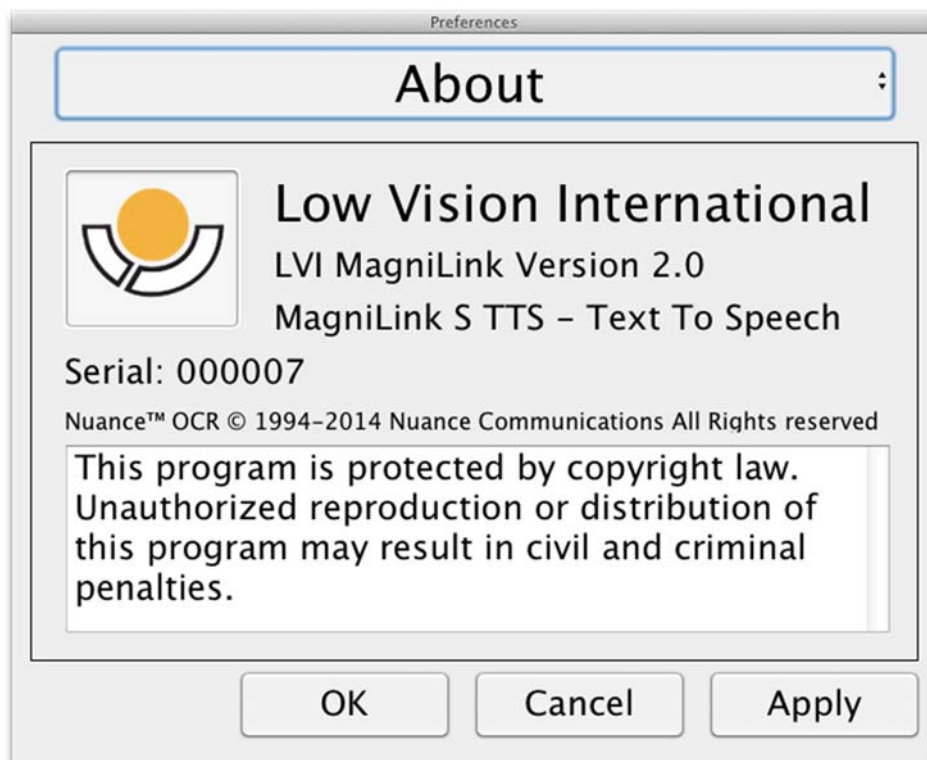 Preferences
About
Low Vision International
LVI MagniLink Version 2.0
MagniLink S TTS – Text To Speech
Serial: 000007
Nuance™ OCR © 1994–2014 Nuance Communications All Rights reserved
This program is protected by copyright law.
Unauthorized reproduction or distribution of
this program may result in civil and criminal
penalties.
OK Cancel Apply